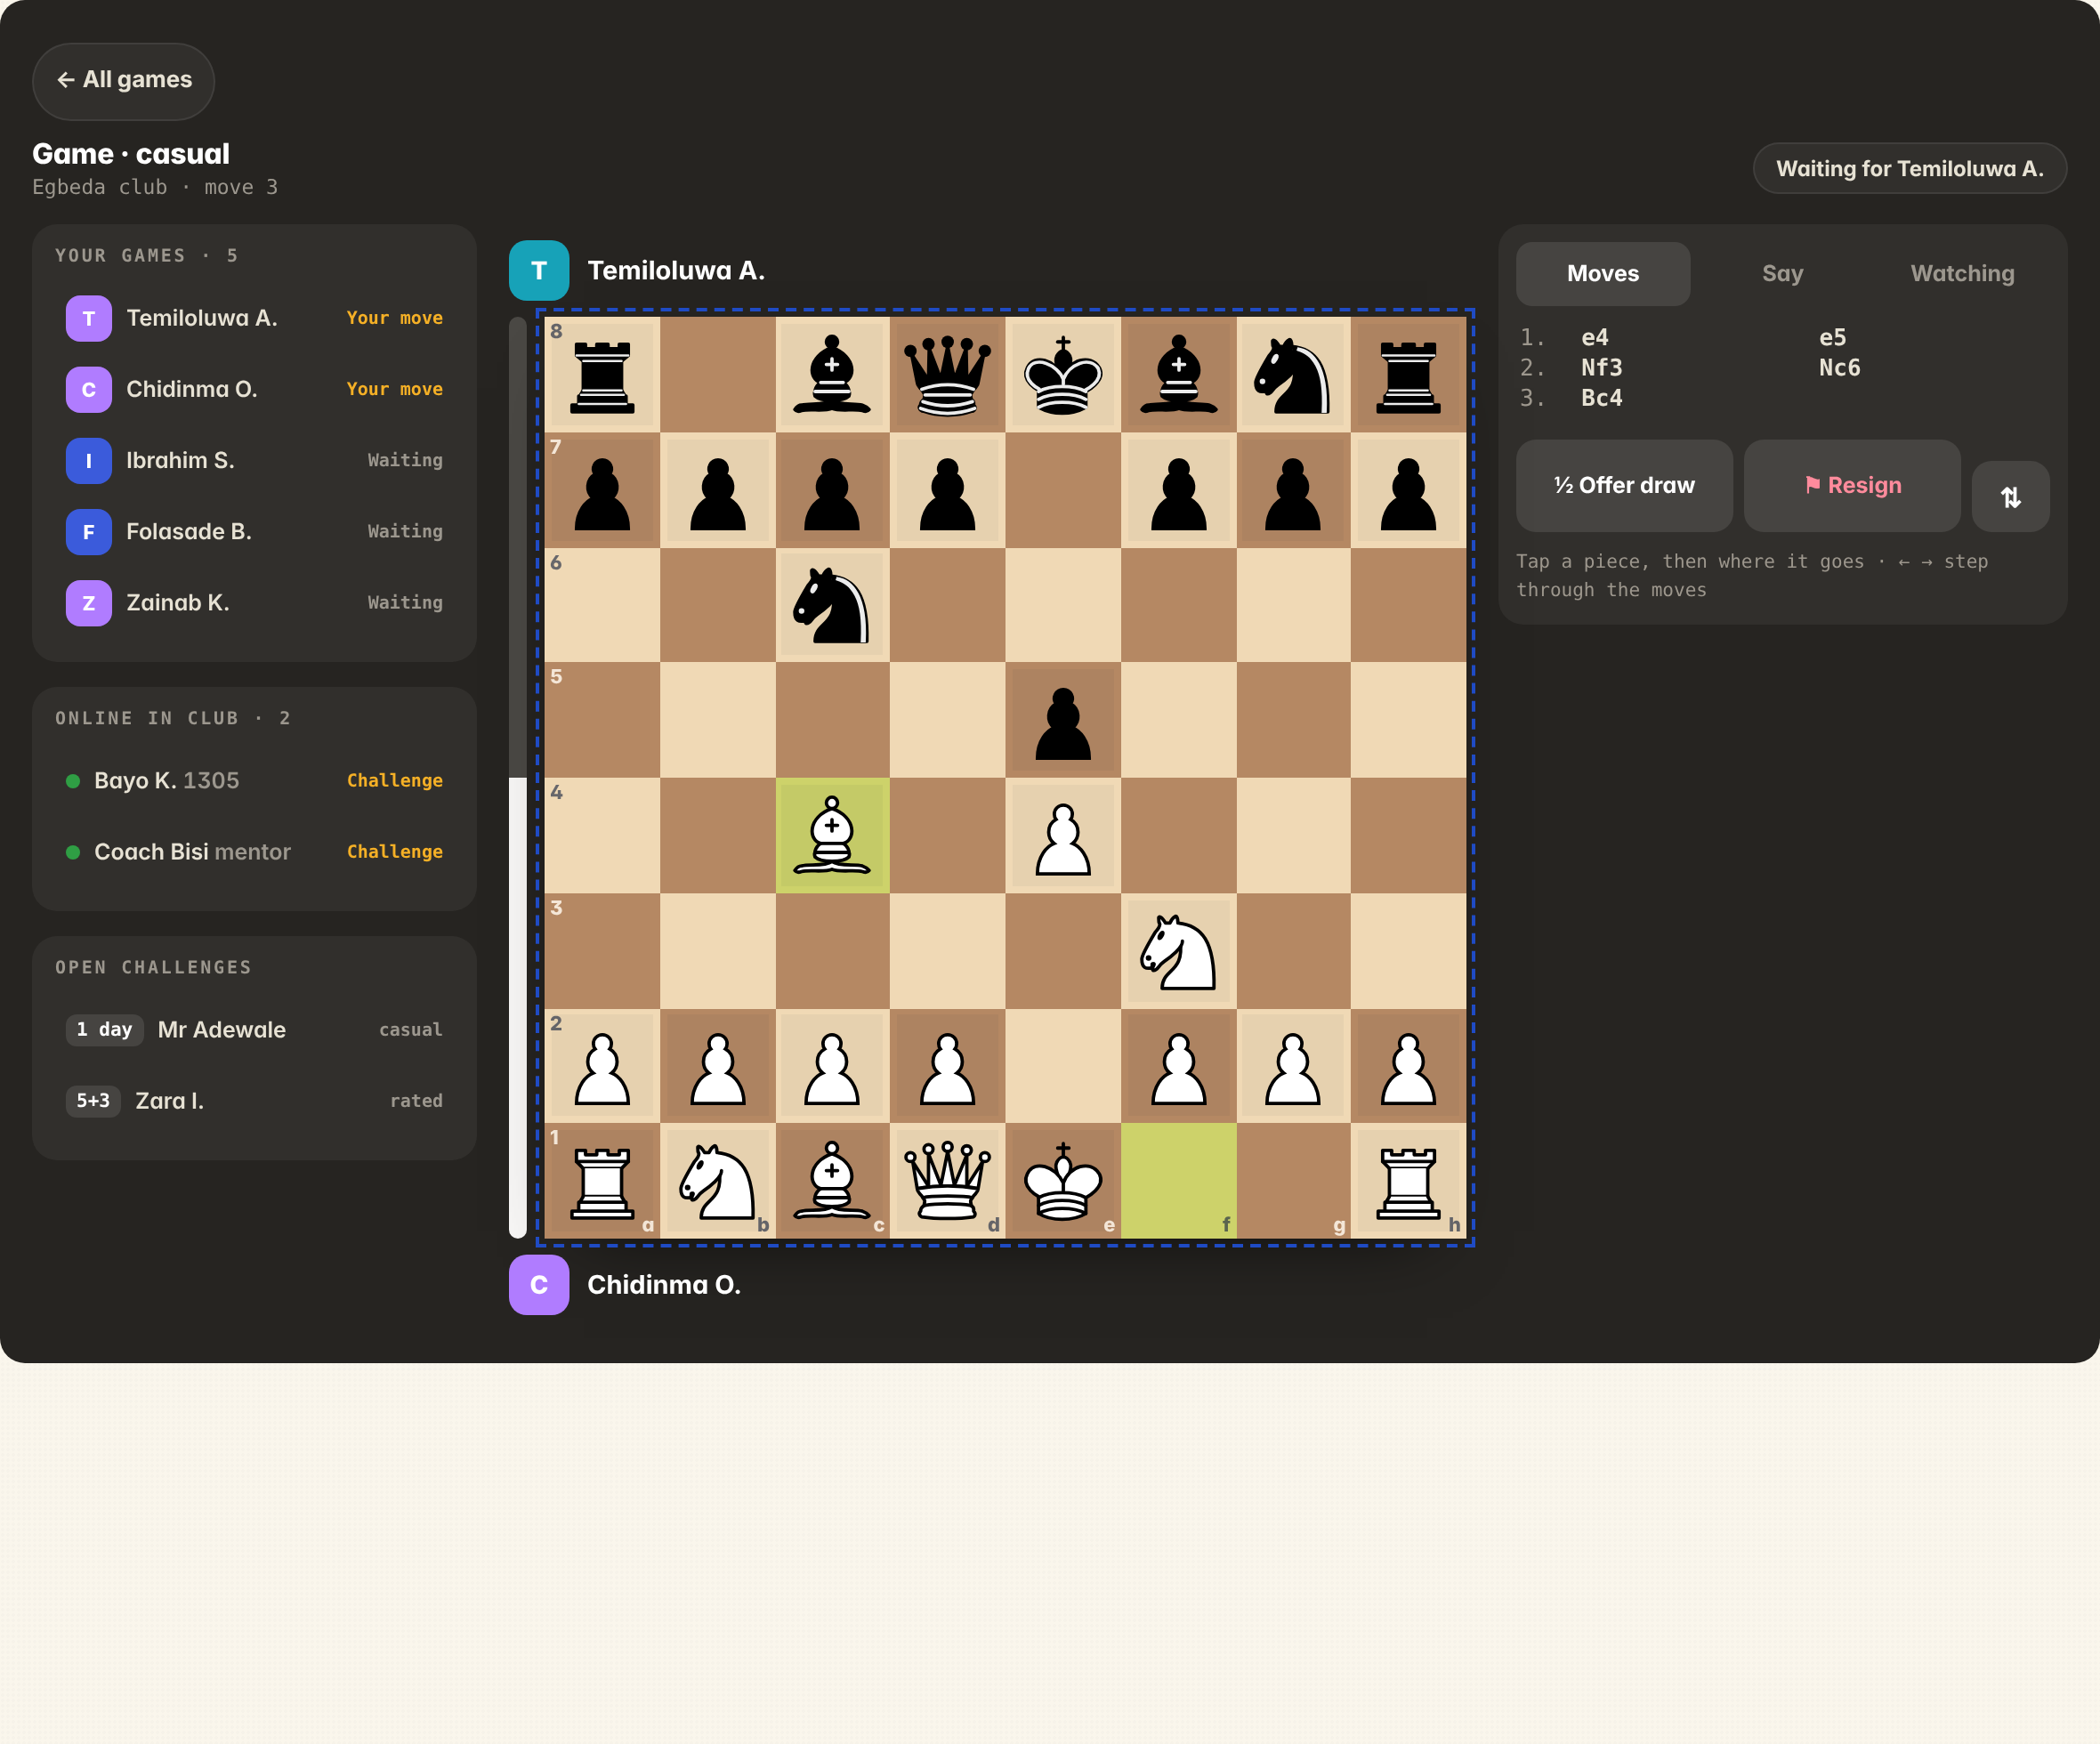 ← All games
Game · casual
Egbeda club · move 3
Waiting for Temiloluwa A.
YOUR GAMES · 5
T Temiloluwa A. Your move
C Chidinma O. Your move
I Ibrahim S. Waiting
F Folasade B. Waiting
Z Zainab K. Waiting
ONLINE IN CLUB · 2
Bayo K. 1305 Challenge
Coach Bisi mentor Challenge
OPEN CHALLENGES
1 day Mr Adewale casual
5+3 Zara I. rated
T Temiloluwa A.
8
7
6
5
4
3
2
1
a b c d e f g h
C Chidinma O.
Moves Say Watching
1. e4 e5
2. Nf3 Nc6
3. Bc4
½ Offer draw ⚑ Resign ⇅
Tap a piece, then where it goes · ← → step
through the moves